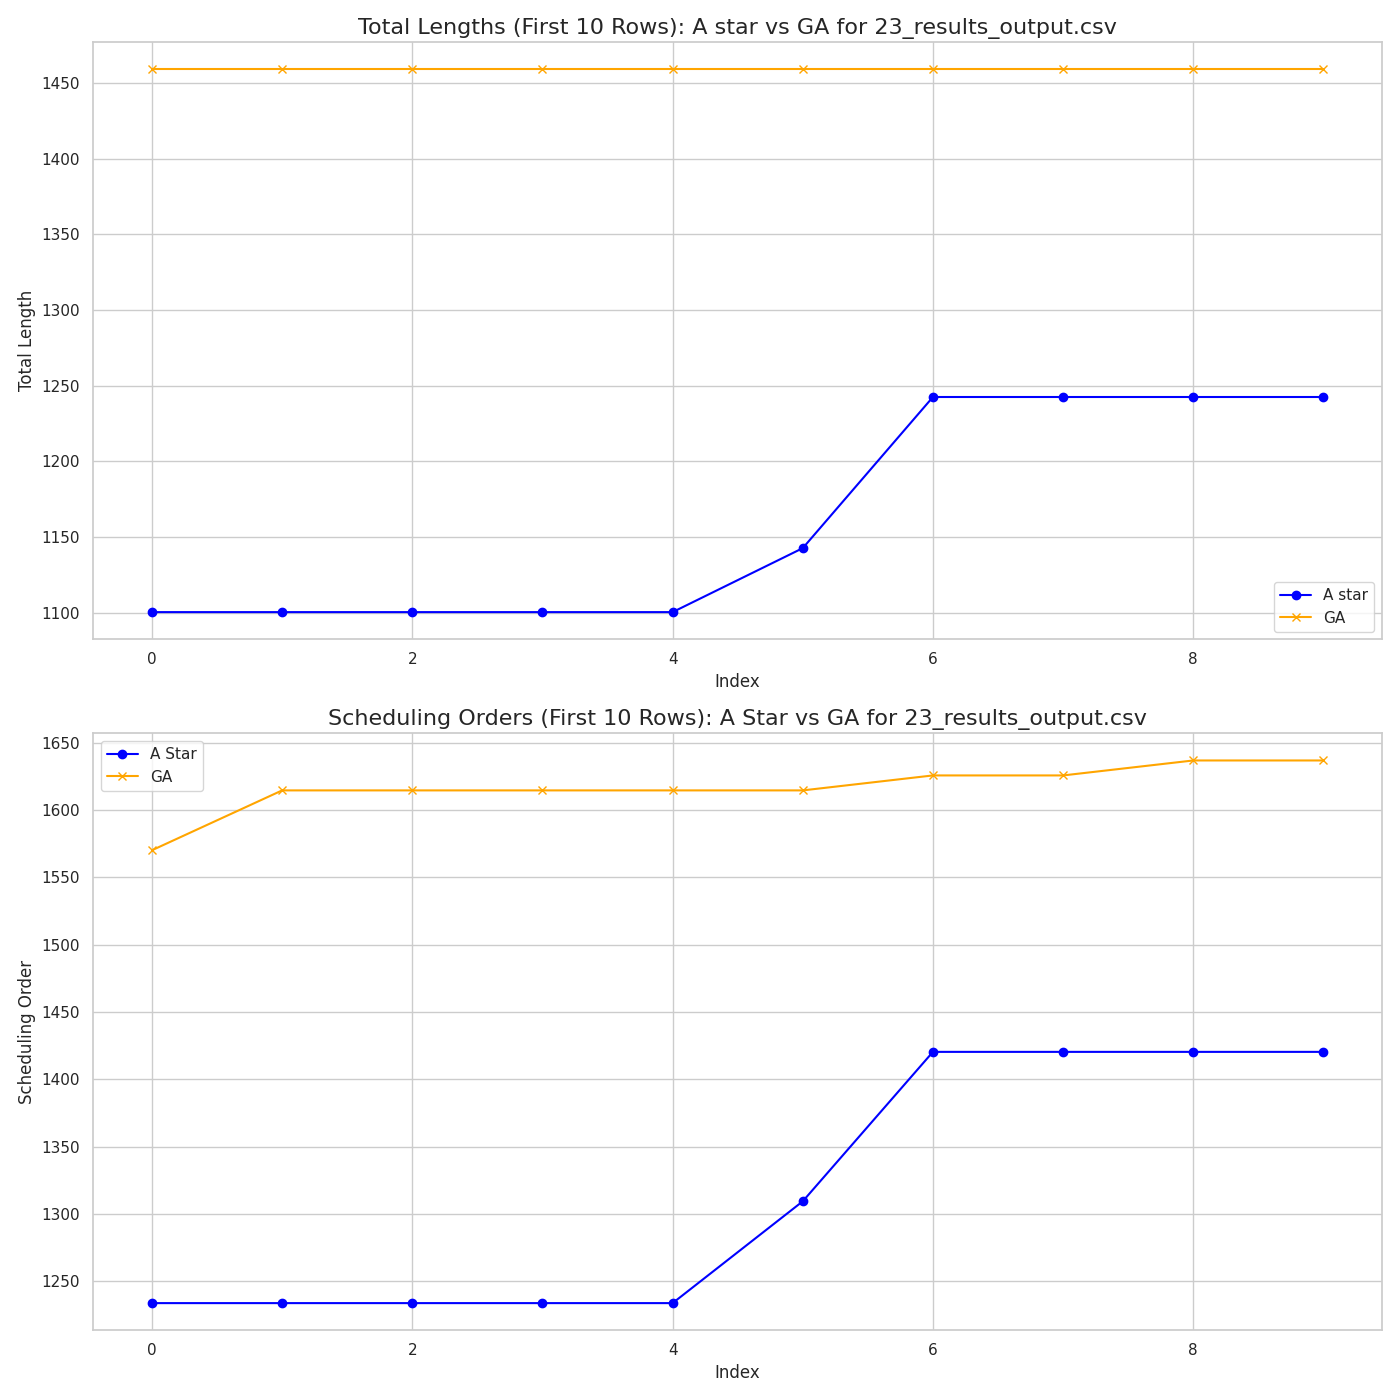 Total Lengths (First 10 Rows): A star vs GA for 23_results_output.csv
1450
1400
1350
1300
1250
1200
1150
1100
Total Length
A star
GA
0 2 4 6 8
Index
Scheduling Orders (First 10 Rows): A Star vs GA for 23_results_output.csv
A Star
GA
1650
1600
1550
1500
1450
1400
1350
1300
1250
Scheduling Order
0 2 4 6 8
Index